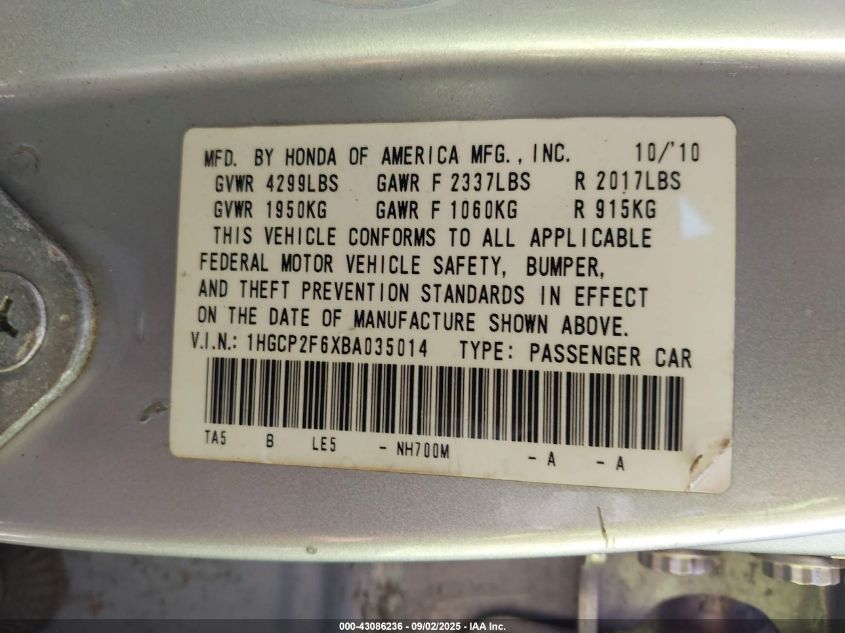 MFD. BY HONDA OF AMERICA MFG., INC. 10/'10
GVWR 4299LBS GAWR F 2337LBS R 2017LBS
GVWR 1950KG GAWR F 1060KG R 915KG
THIS VEHICLE CONFORMS TO ALL APPLICABLE
FEDERAL MOTOR VEHICLE SAFETY, BUMPER,
AND THEFT PREVENTION STANDARDS IN EFFECT
ON THE DATE OF MANUFACTURE SHOWN ABOVE.
V.I.N.: 1HGCP2F6XBA035014 TYPE: PASSENGER CAR
TA5 B LE5 - NH700M - A - A
000-43086236 - 09/02/2025 - IAA Inc.